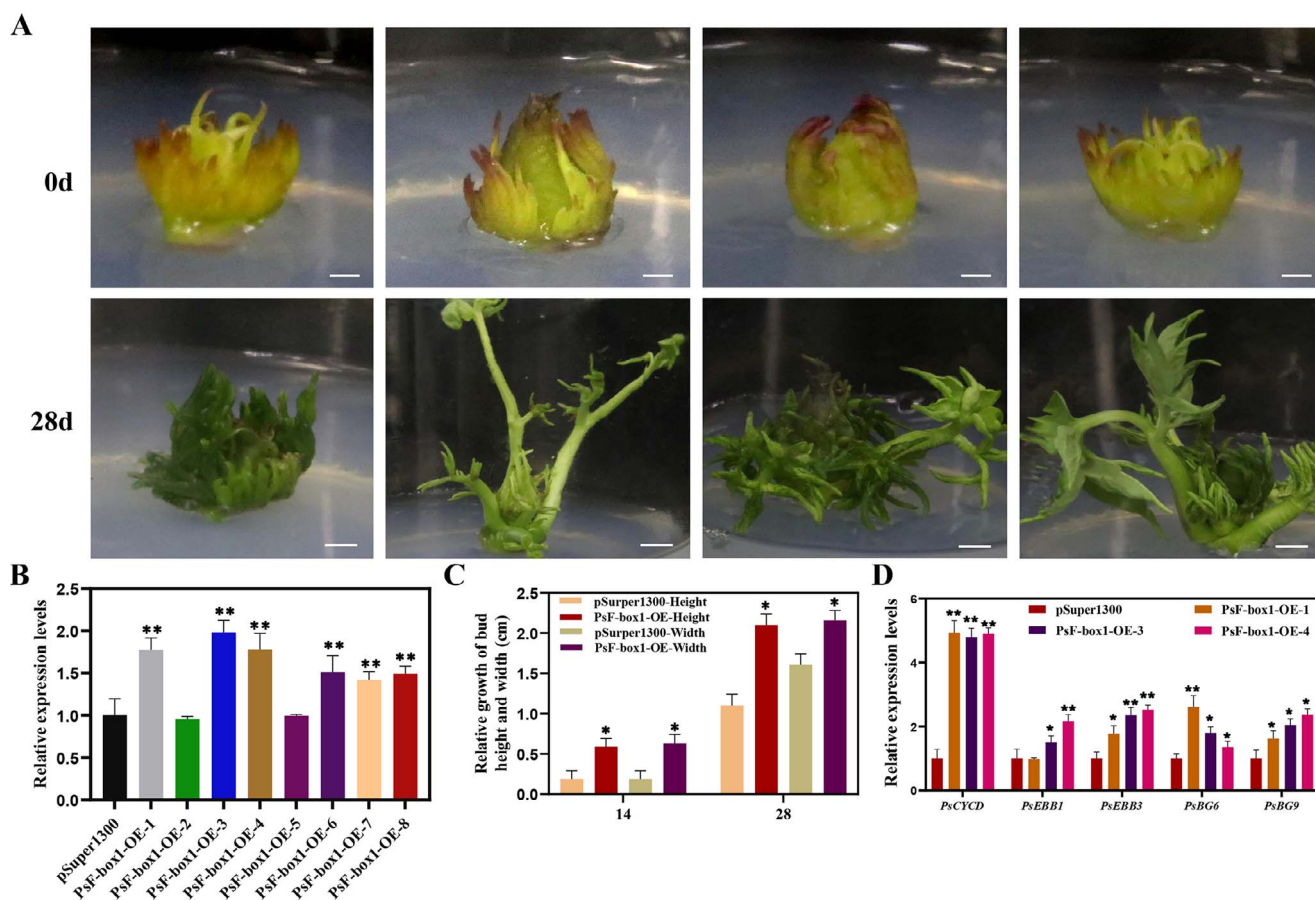 A
0d
28d
B
Relative expression levels
2.5
2.0
1.5
1.0
0.5
0.0
** ** ** ** ** **
pSuper1300
PsF-box1-OE-1
PsF-box1-OE-2
PsF-box1-OE-3
PsF-box1-OE-4
PsF-box1-OE-5
PsF-box1-OE-6
PsF-box1-OE-7
PsF-box1-OE-8
C
Relative growth of bud
height and width (cm)
2.5
2.0
1.5
1.0
0.5
0.0
pSurper1300-Height
PsF-box1-OE-Height
pSurper1300-Width
PsF-box1-OE-Width
* * * *
14 28
D
Relative expression levels
6
4
2
0
pSuper1300 PsF-box1-OE-1
PsF-box1-OE-3 PsF-box1-OE-4
** ** ** * ** * ** ** ** * * * * *
PsCYCD PsEBB1 PsEBB3 PsBG6 PsBG9